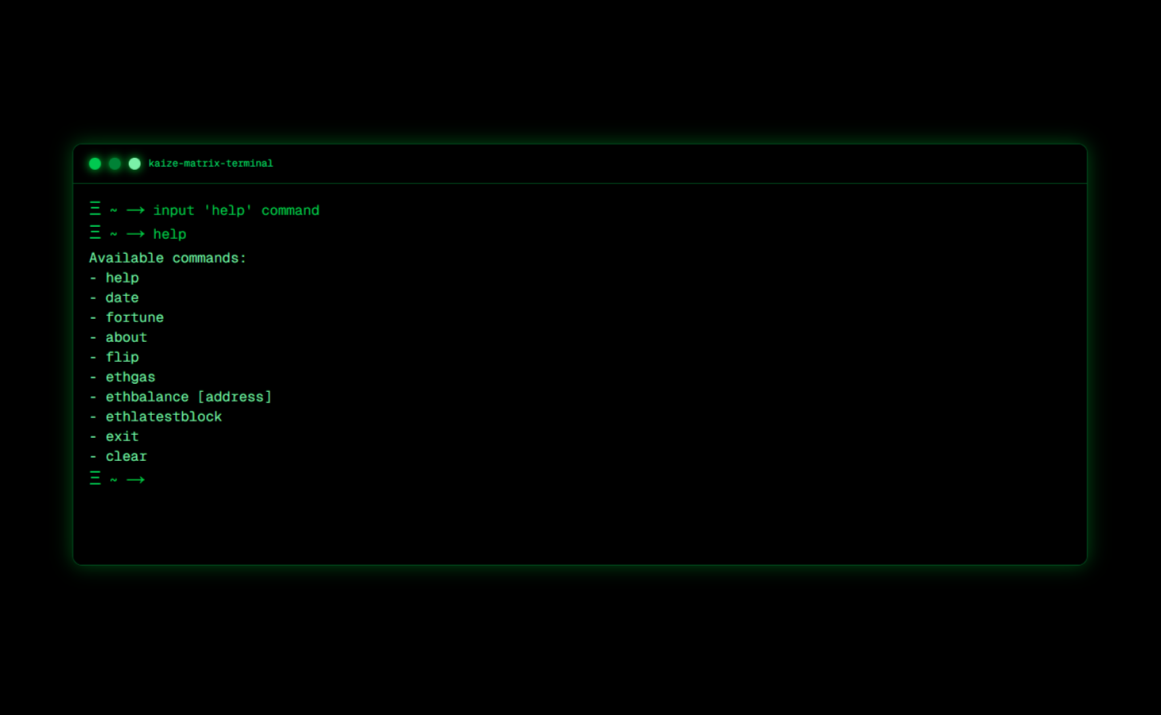 kaize-matrix-terminal
Ξ ~ ⟶ input 'help' command
Ξ ~ ⟶ help
Available commands:
- help
- date
- fortune
- about
- flip
- ethgas
- ethbalance [address]
- ethlatestblock
- exit
- clear
Ξ ~ ⟶